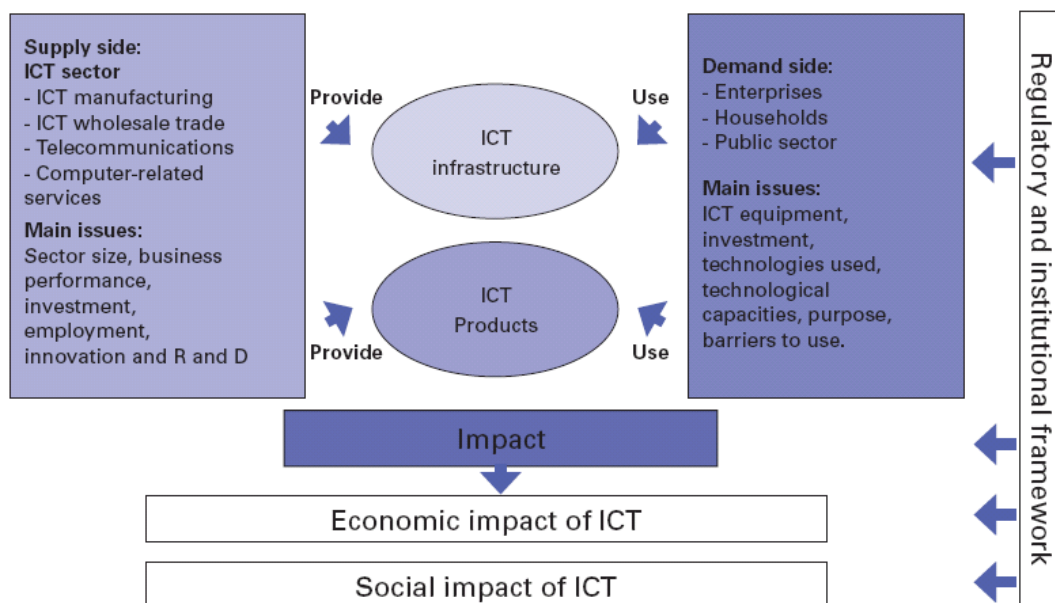 Supply side:
ICT sector
- ICT manufacturing
- ICT wholesale trade
- Telecommunications
- Computer-related
services
Main issues:
Sector size, business
performance,
investment,
employment,
innovation and R and D
Provide
ICT
infrastructure
Use
Provide
ICT
Products
Use
Demand side:
- Enterprises
- Households
- Public sector
Main issues:
ICT equipment,
investment,
technologies used,
technological
capacities, purpose,
barriers to use.
Regulatory and institutional framework
Impact
Economic impact of ICT
Social impact of ICT